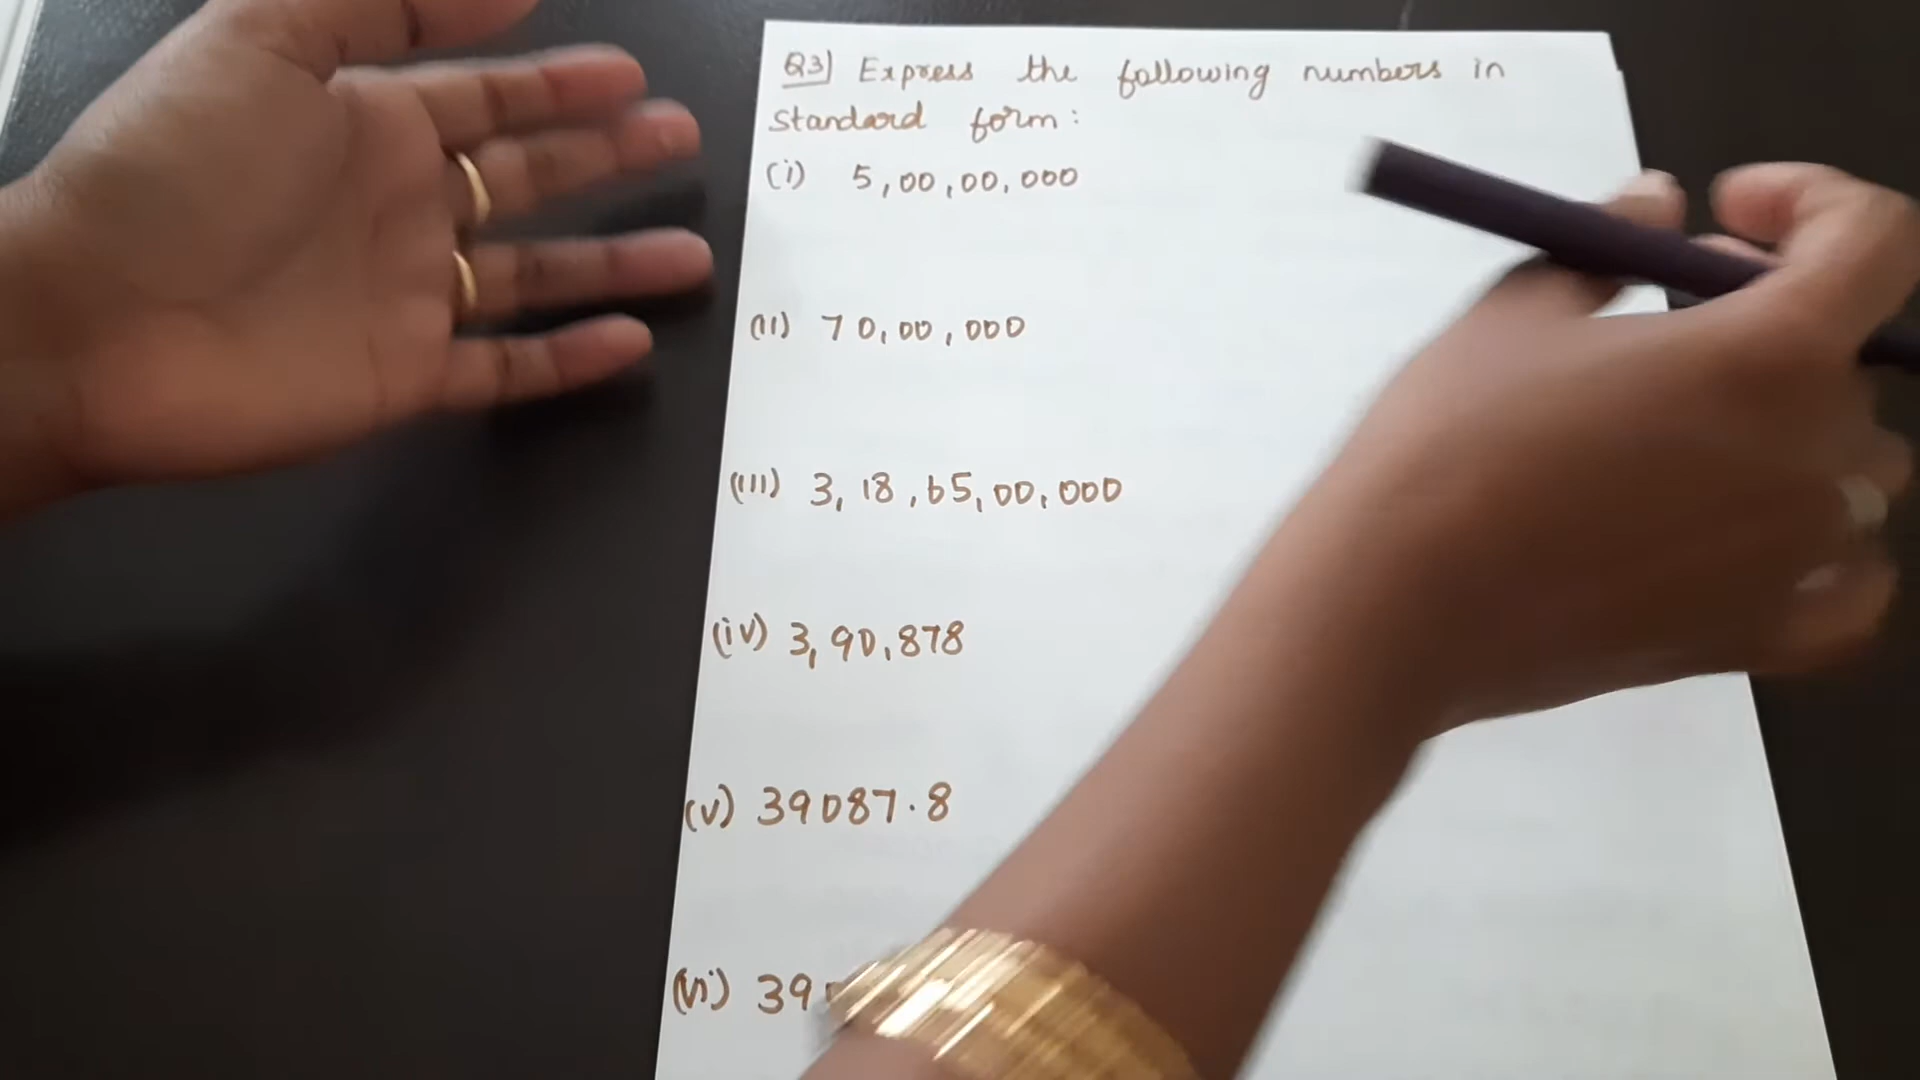 Q3) Express the following numbers in
standard form:
(i) 5,00,00,000
(ii) 70,00,000
(iii) 3,18,65,00,000
(iv) 3,90,878
(v) 39087.8
(vi) 39